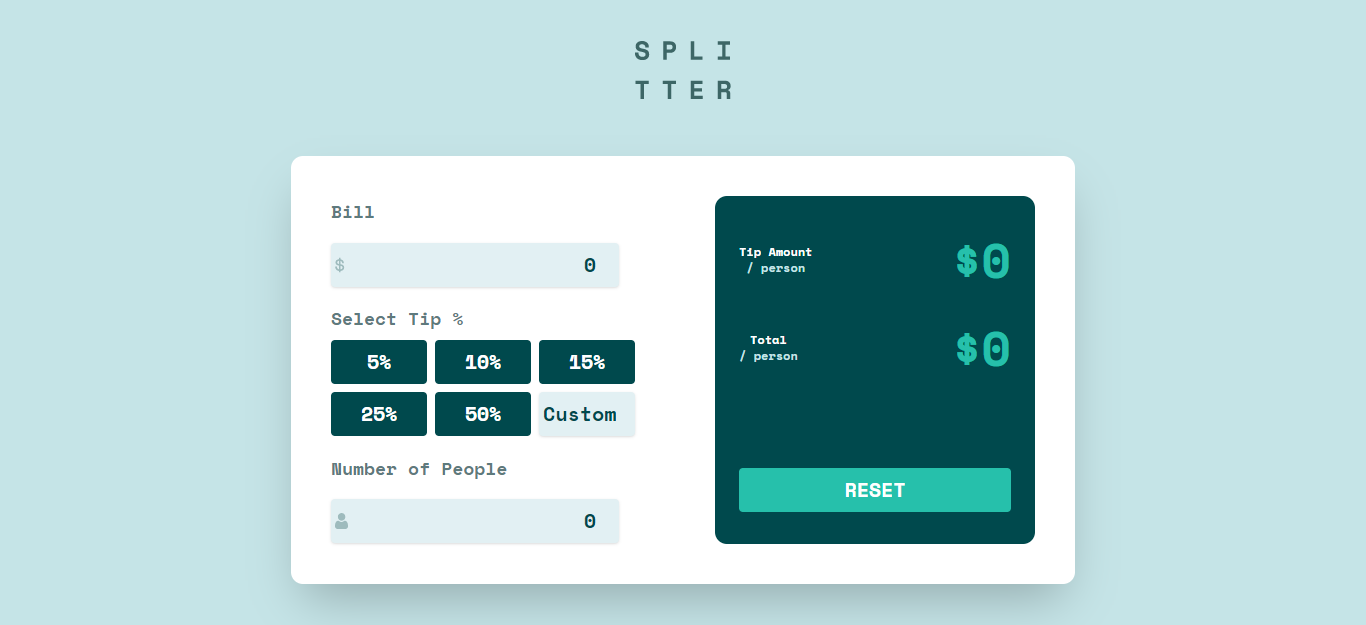 SPLI
TTER
Bill
$ 0
Select Tip %
5% 10% 15%
25% 50% Custom
Number of People
0
Tip Amount
/ person
$0
Total
/ person
$0
RESET